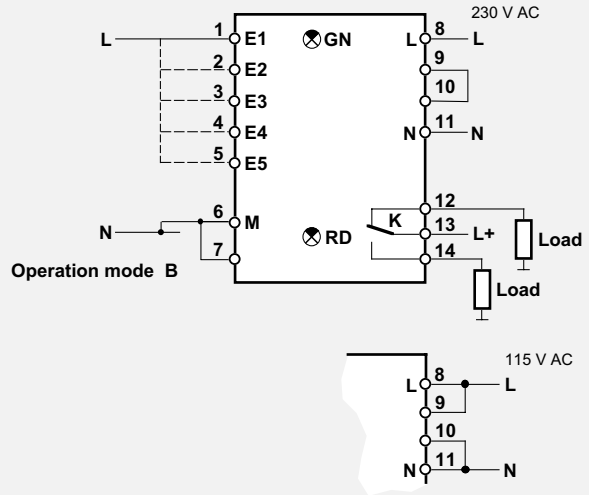 230 V AC
L 1 E1 GN L 8 L
2 E2 9
3 E3 10
4 E4 N 11 N
5 E5
6 M 12
N K 13 L+ Load
7 RD 14
Operation mode B
Load
115 V AC
L 8 L
9
10
N 11 N